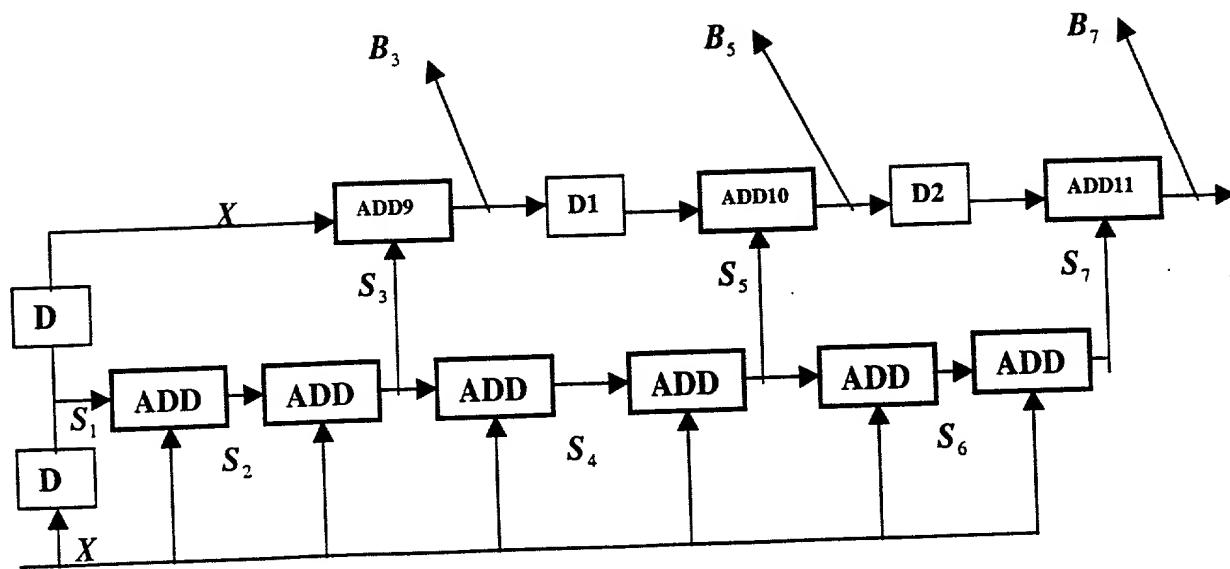 B₃ B₅ B₇
X ADD9 D1 ADD10 D2 ADD11
S₃ S₅ S₇
D
S₁ ADD ADD ADD ADD ADD ADD
D S₂ S₄ S₆
X